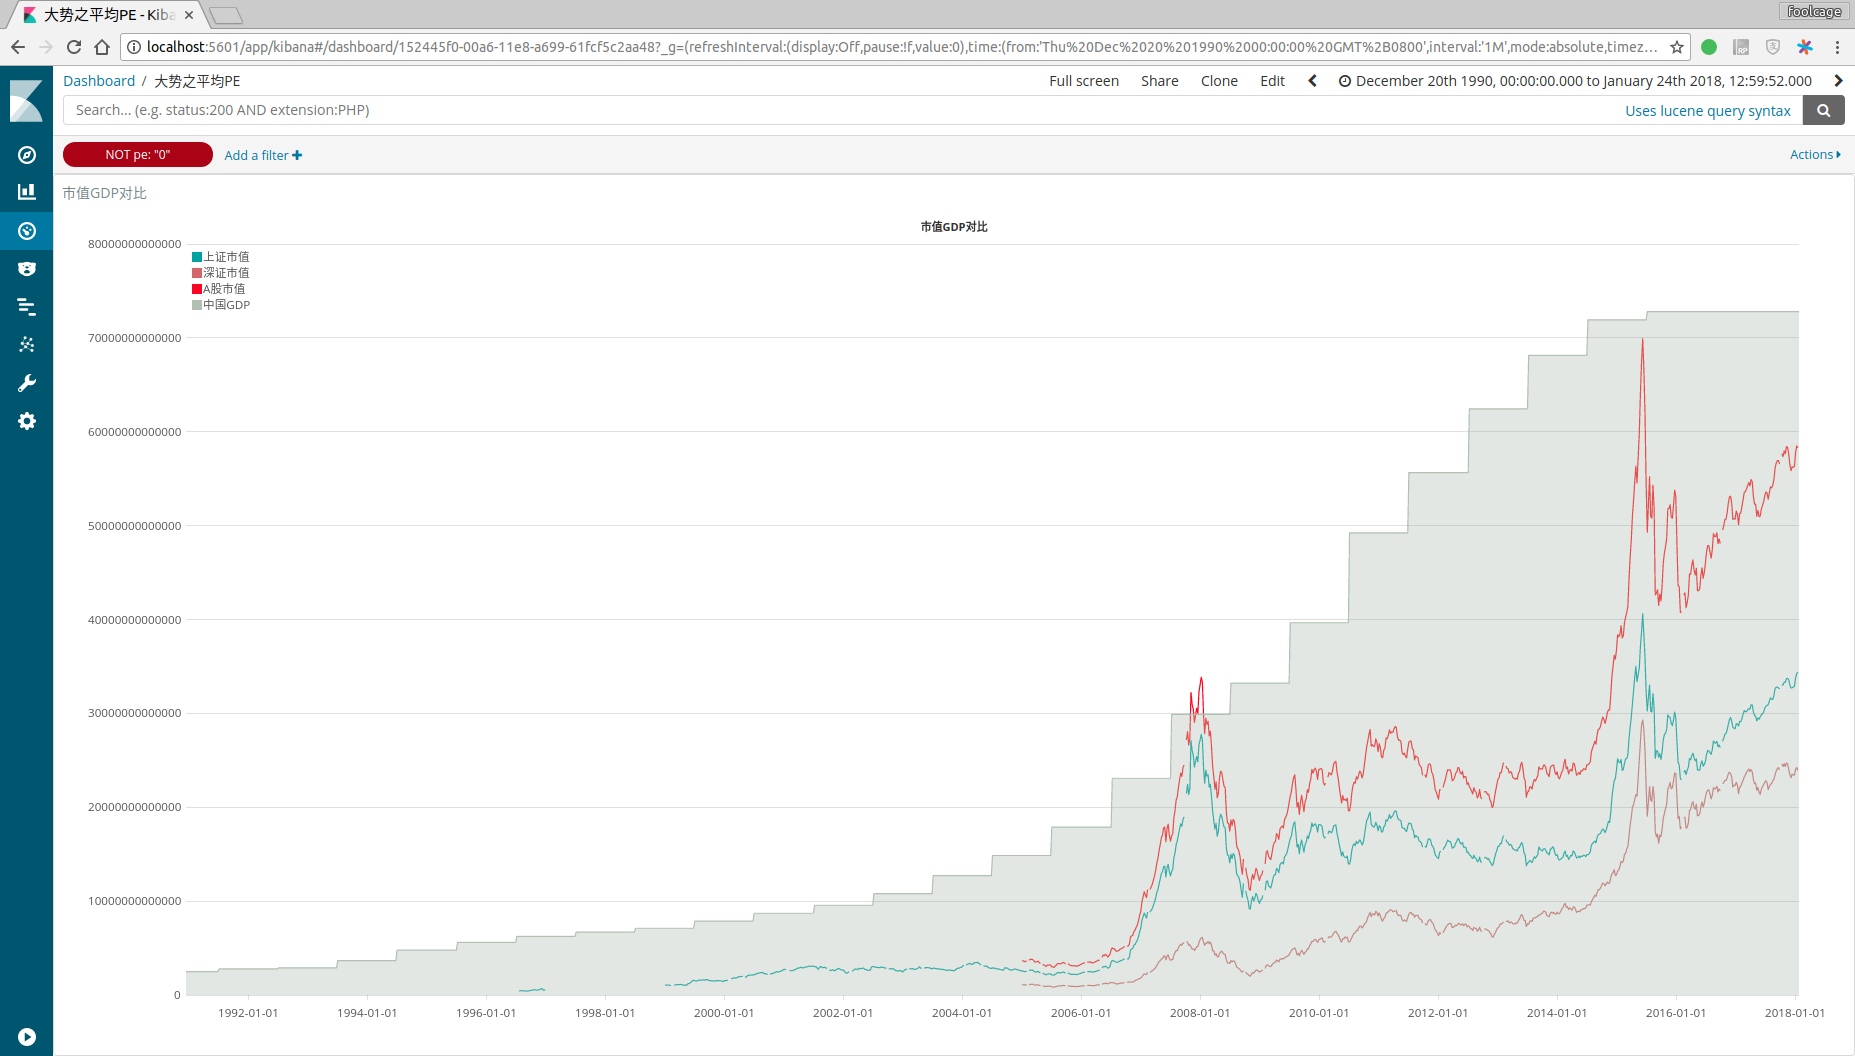 大势之平均PE - Kiba
foolcage
localhost:5601/app/kibana#/dashboard/152445f0-00a6-11e8-a699-61fcf5c2aa48?_g=(refreshInterval:(display:Off,pause:!f,value:0),time:(from:'Thu%20Dec%2020%201990%2000:00:00%20GMT%2B0800',interval:'1M',mode:absolute,timez...
Dashboard / 大势之平均PE
Full screen Share Clone Edit December 20th 1990, 00:00:00.000 to January 24th 2018, 12:59:52.000
Search... (e.g. status:200 AND extension:PHP)
Uses lucene query syntax
NOT pe: "0"
Add a filter
Actions
市值GDP对比
市值GDP对比
80000000000000
上证市值
深证市值
A股市值
中国GDP
70000000000000
60000000000000
50000000000000
40000000000000
30000000000000
20000000000000
10000000000000
0
1992-01-01 1994-01-01 1996-01-01 1998-01-01 2000-01-01 2002-01-01 2004-01-01 2006-01-01 2008-01-01 2010-01-01 2012-01-01 2014-01-01 2016-01-01 2018-01-01